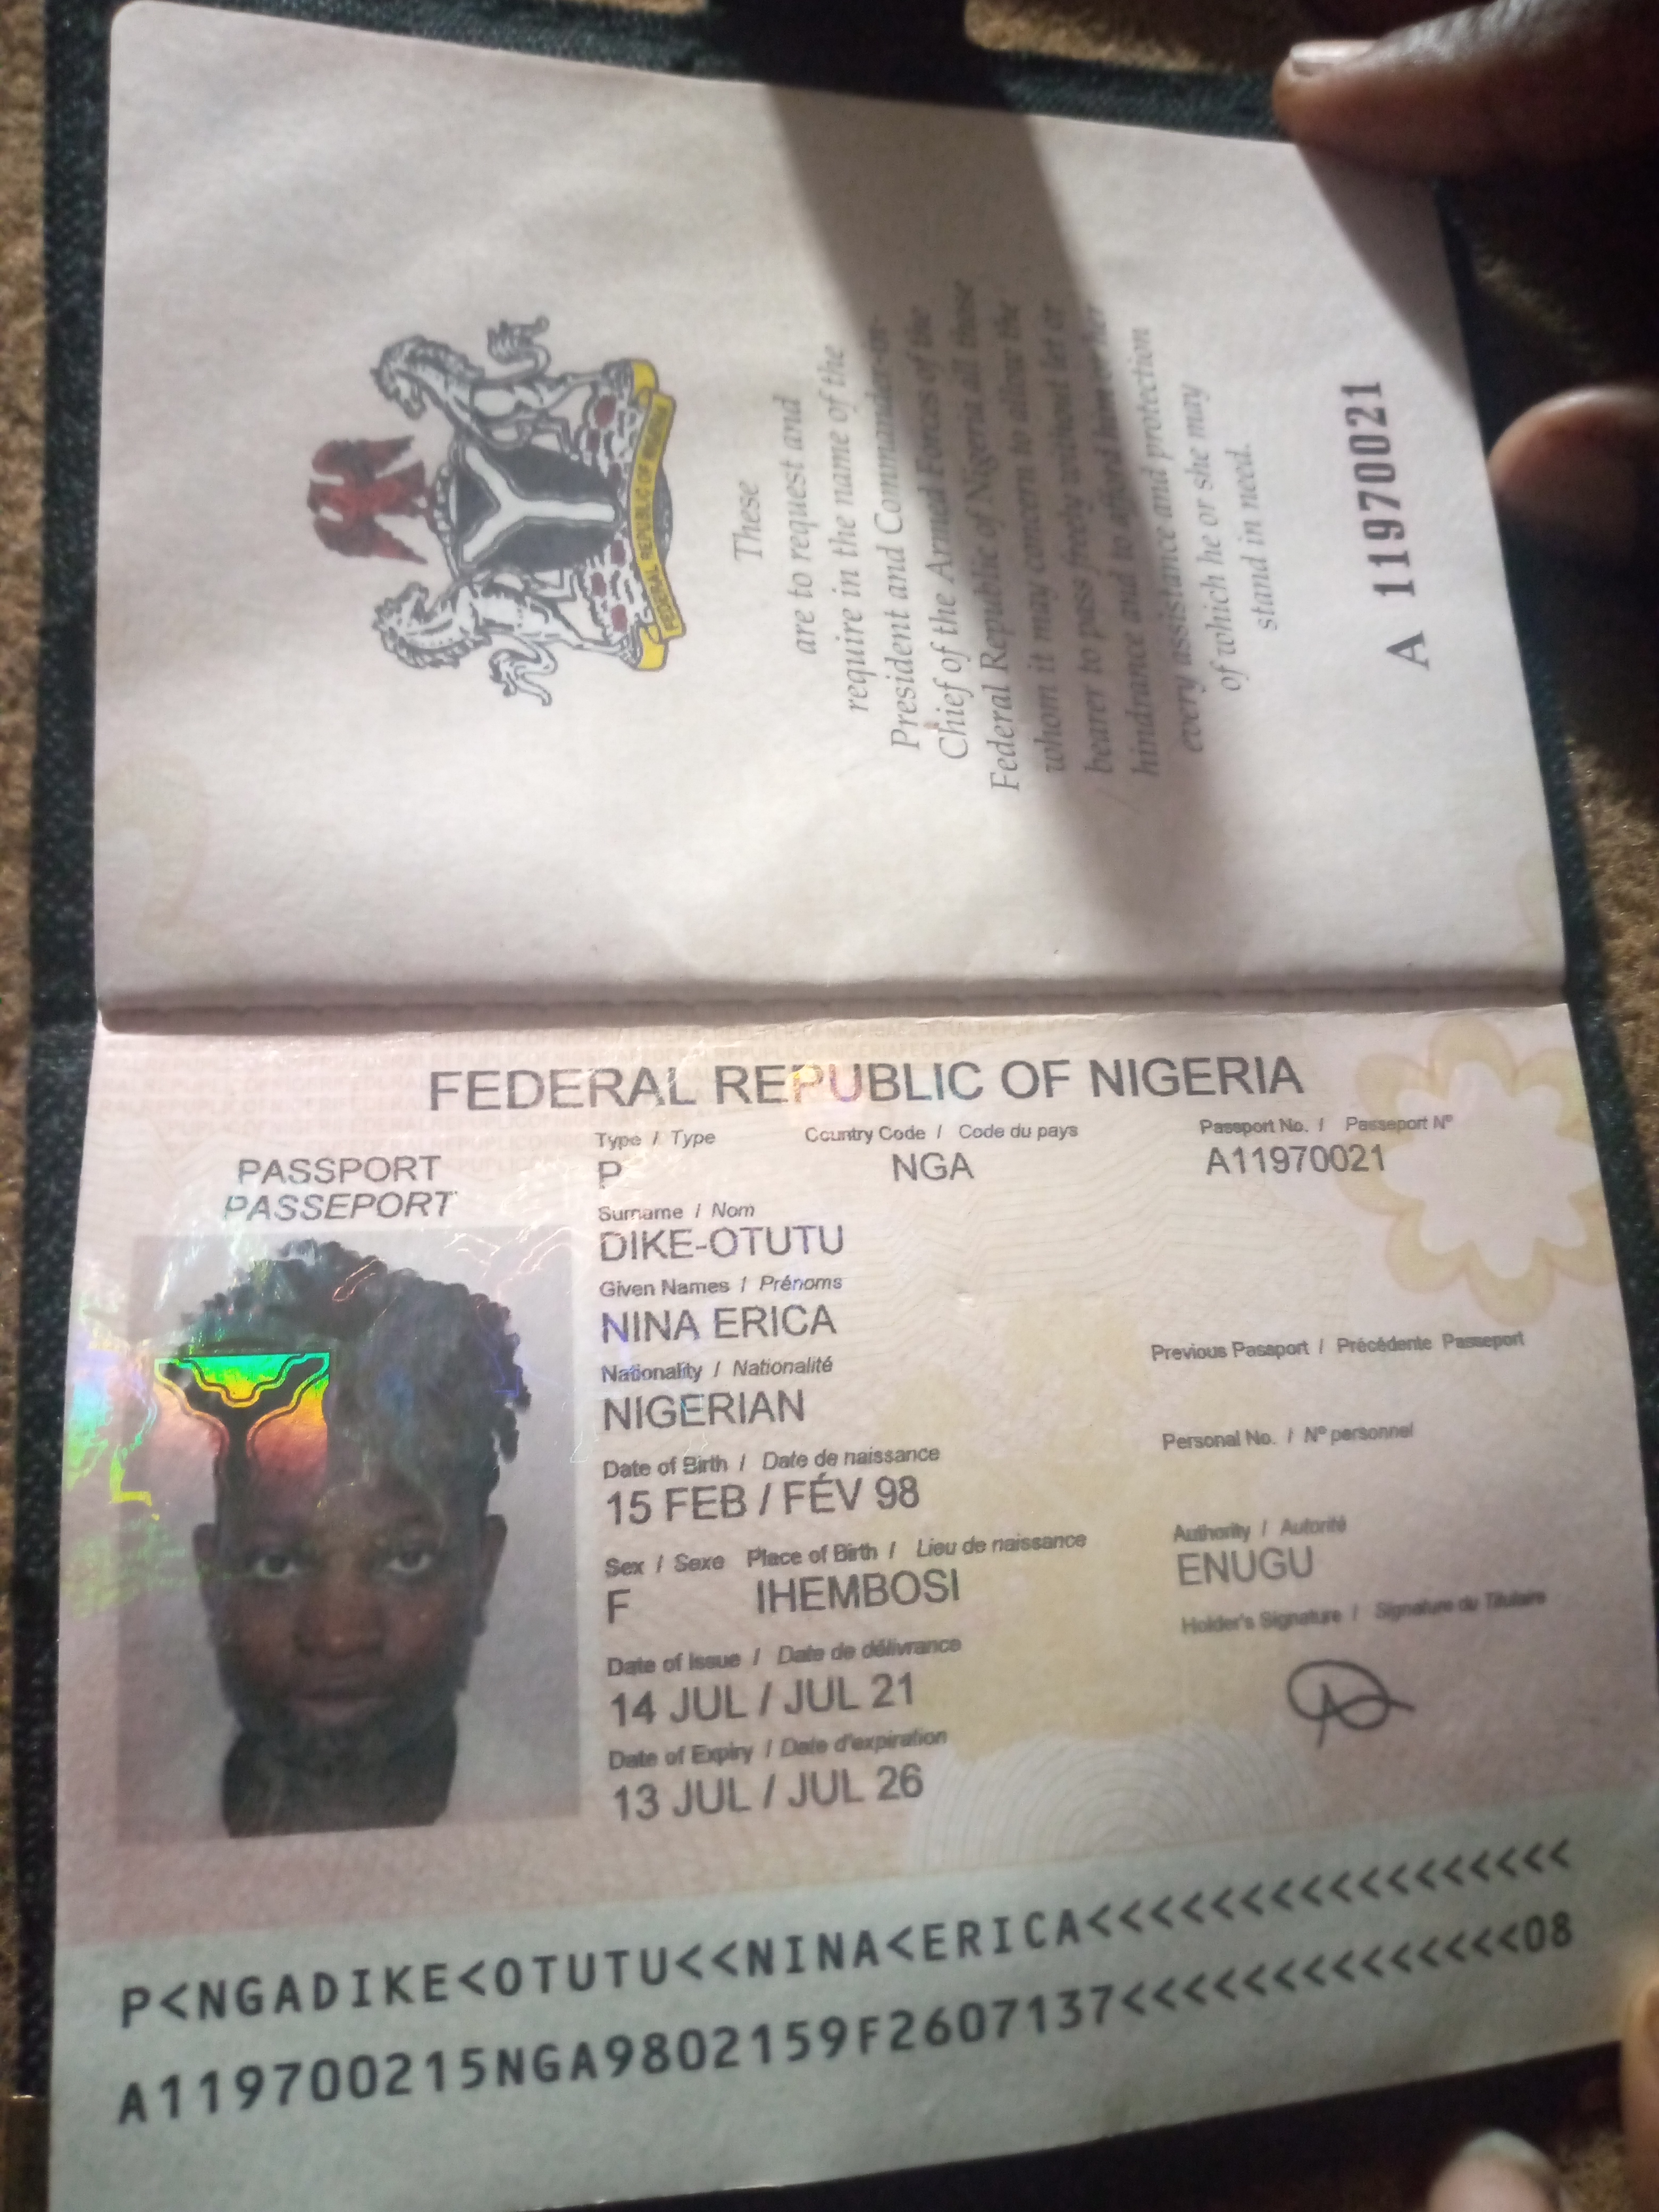 FEDERAL REPUBLIC OF NIGERIA
These
are to request and
require in the name of the
President and Commander-in-
Chief of the Armed Forces of the
Federal Republic of Nigeria all those
whom it may concern to allow the
bearer to pass freely without let or
hindrance and to afford him or her
every assistance and protection
of which he or she may
stand in need.
A 11970021
FEDERAL REPUBLIC OF NIGERIA
PASSPORT
PASSEPORT
Type / Type
P
Country Code / Code du pays
NGA
Passport No. / Passeport Nº
A11970021
Surname / Nom
DIKE-OTUTU
Given Names / Prénoms
NINA ERICA
Nationality / Nationalité
NIGERIAN
Previous Passport / Précédente Passeport
Date of Birth / Date de naissance
15 FEB / FÉV 98
Personal No. / Nº personnel
Sex / Sexe
F
Place of Birth / Lieu de naissance
IHEMBOSI
Authority / Autorité
ENUGU
Date of Issue / Date de délivrance
14 JUL / JUL 21
Holder's Signature / Signature du Titulaire
Date of Expiry / Date d'expiration
13 JUL / JUL 26
P<NGADIKE<OTUTU<<NINA<ERICA<<<<<<<<<<<<<<<<<
A119700215NGA9802159F2607137<<<<<<<<<<<<<<08